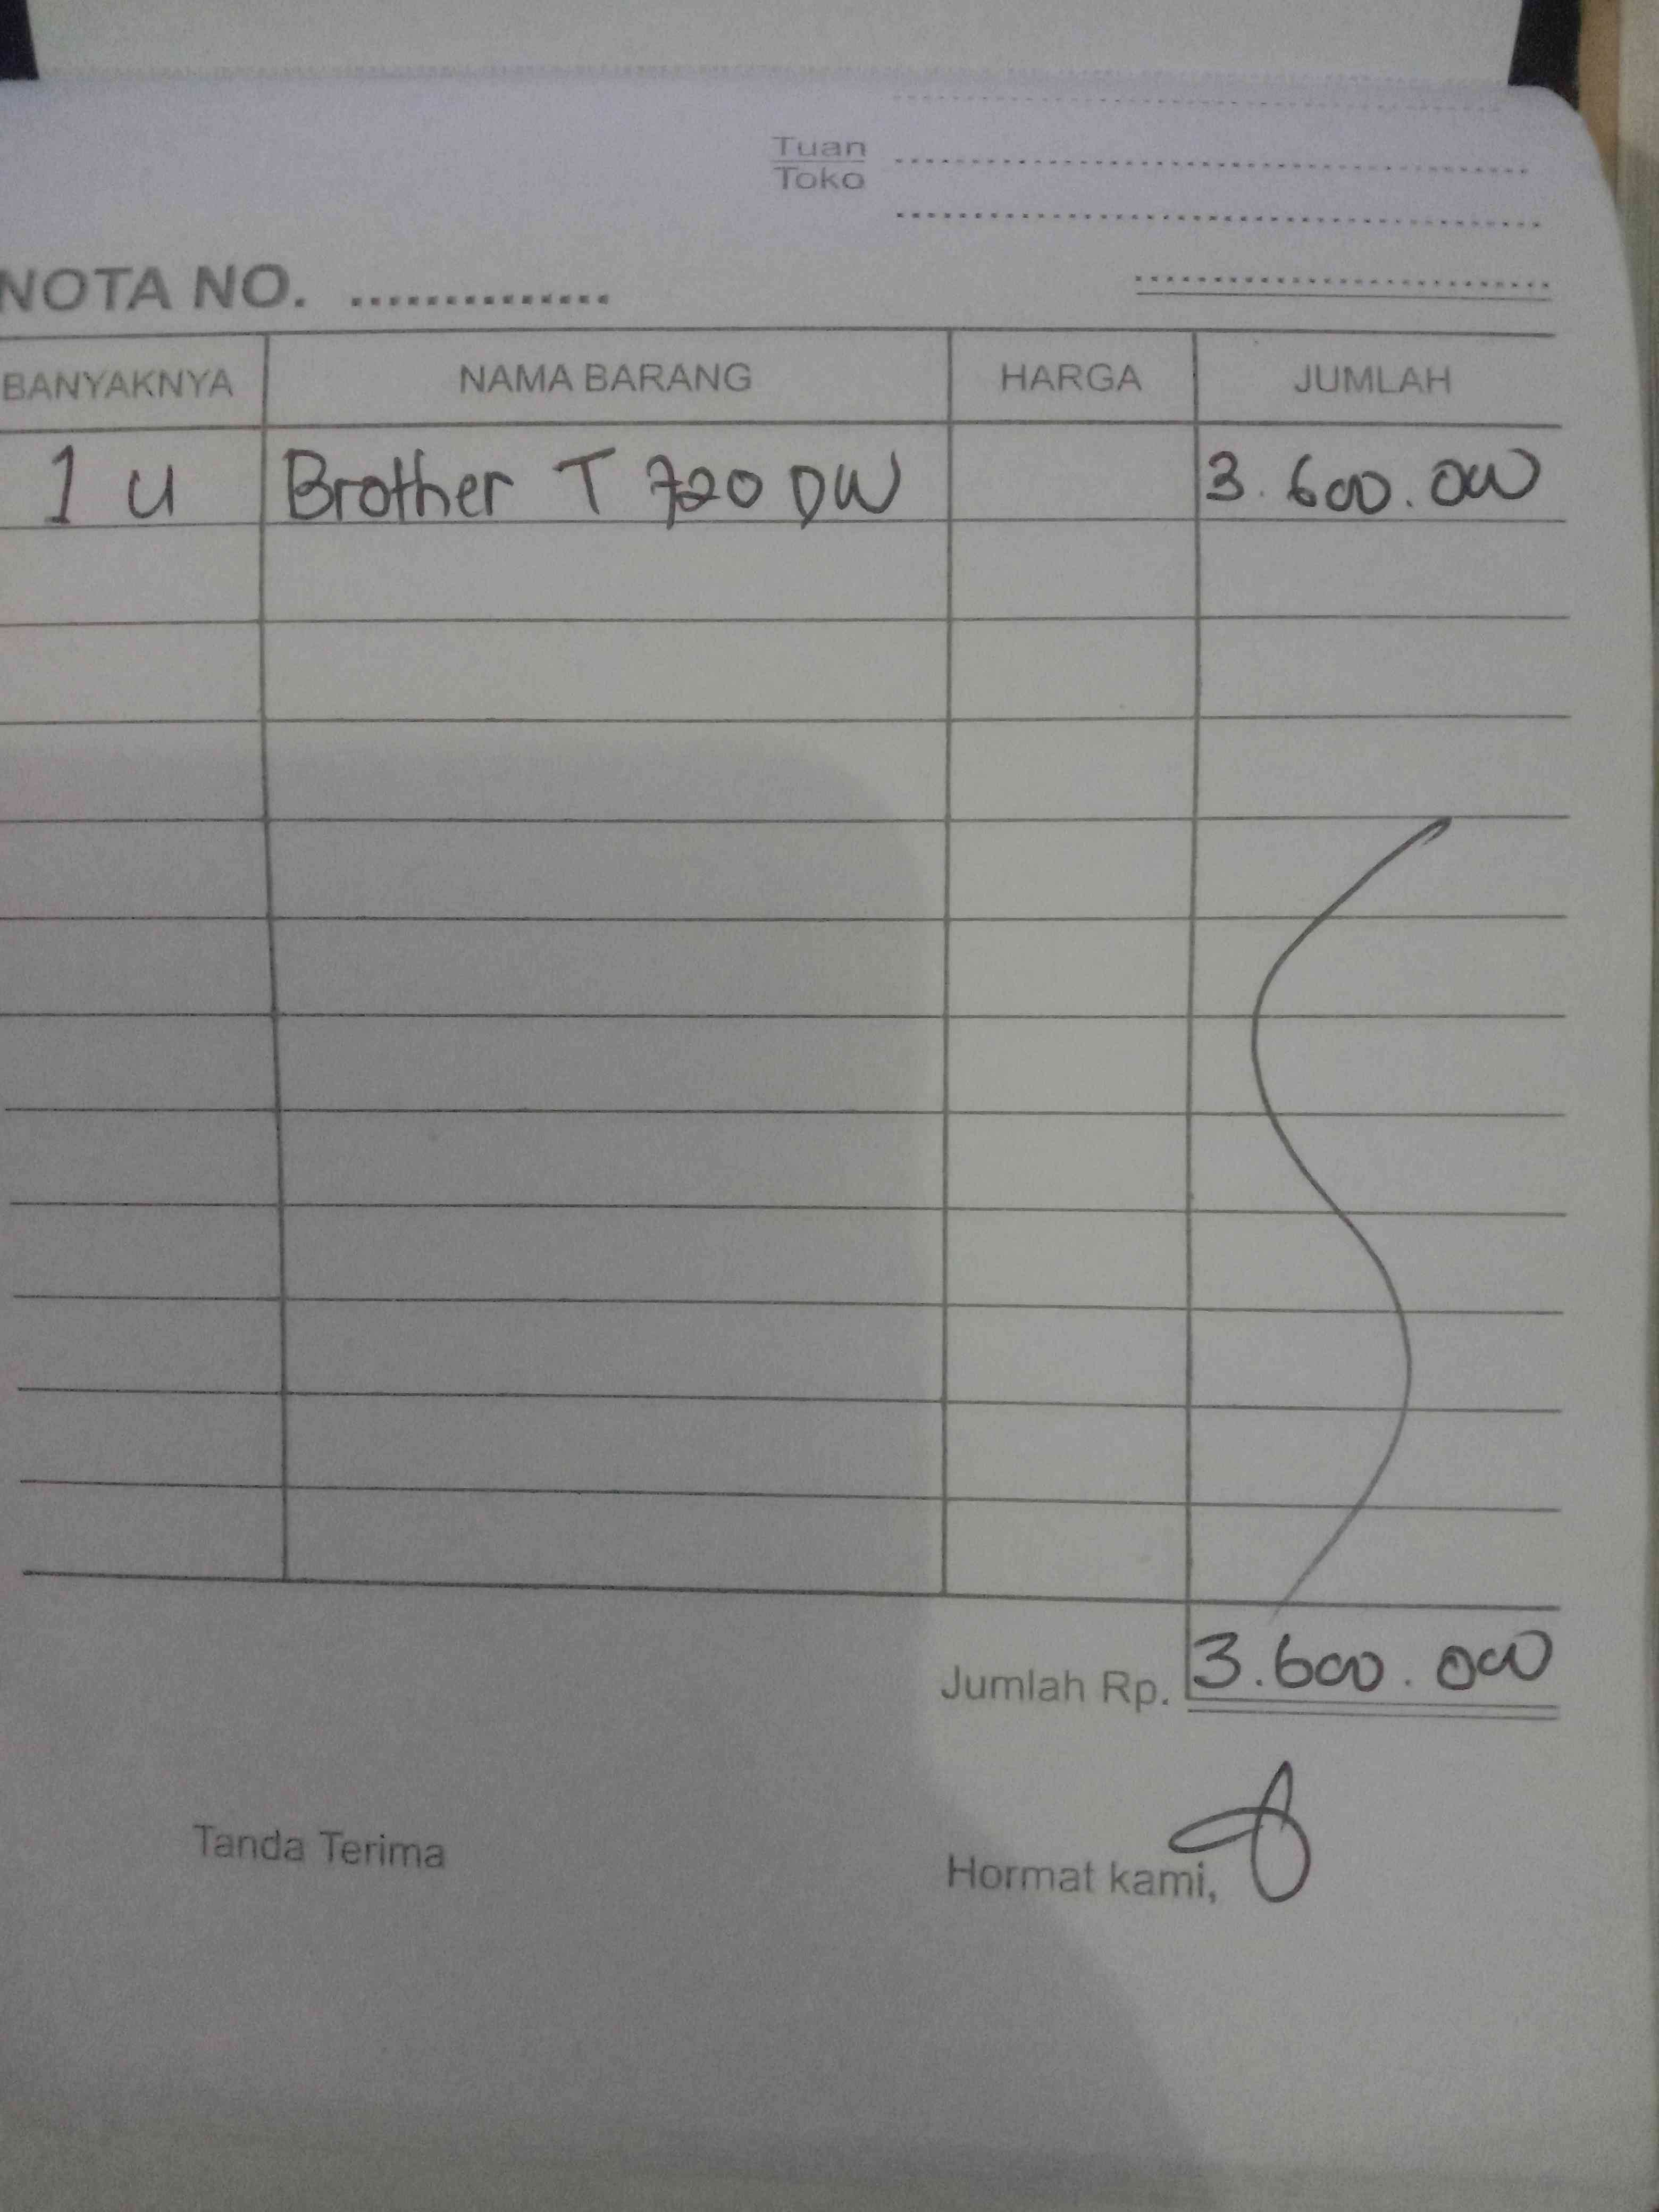 Tuan
Toko
NOTA NO. ..............
BANYAKNYA NAMA BARANG HARGA JUMLAH
1 U Brother T 720 DW 3.600.000
Jumlah Rp. 3.600.000
Tanda Terima Hormat kami,